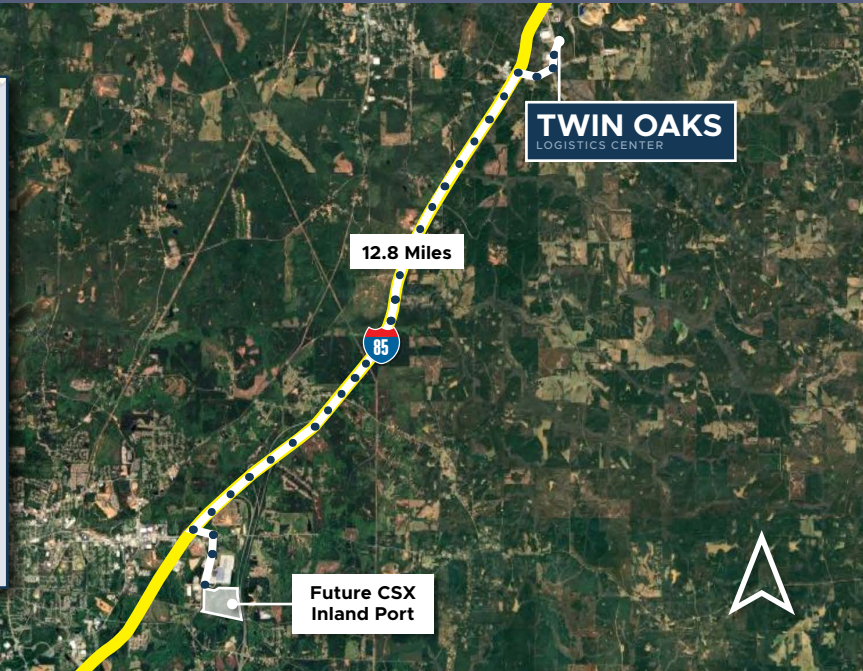 TWIN OAKS
LOGISTICS CENTER
12.8 Miles
85
Future CSX
Inland Port